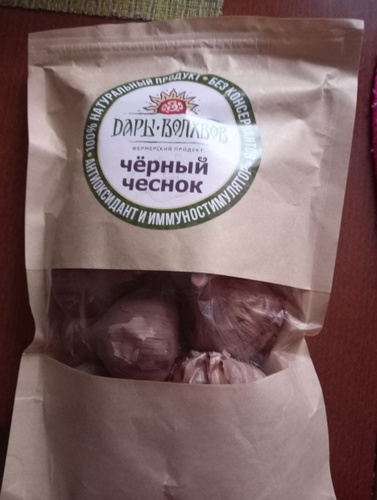 100% НАТУРАЛЬНЫЙ ПРОДУКТ • БЕЗ КОНСЕРВАНТОВ •
ДАРЫ•ВОЛХВОВ
ФЕРМЕРСКИЙ ПРОДУКТ
чёрный
чеснок
АНТИОКСИДАНТ И ИММУНОСТИМУЛЯТОР